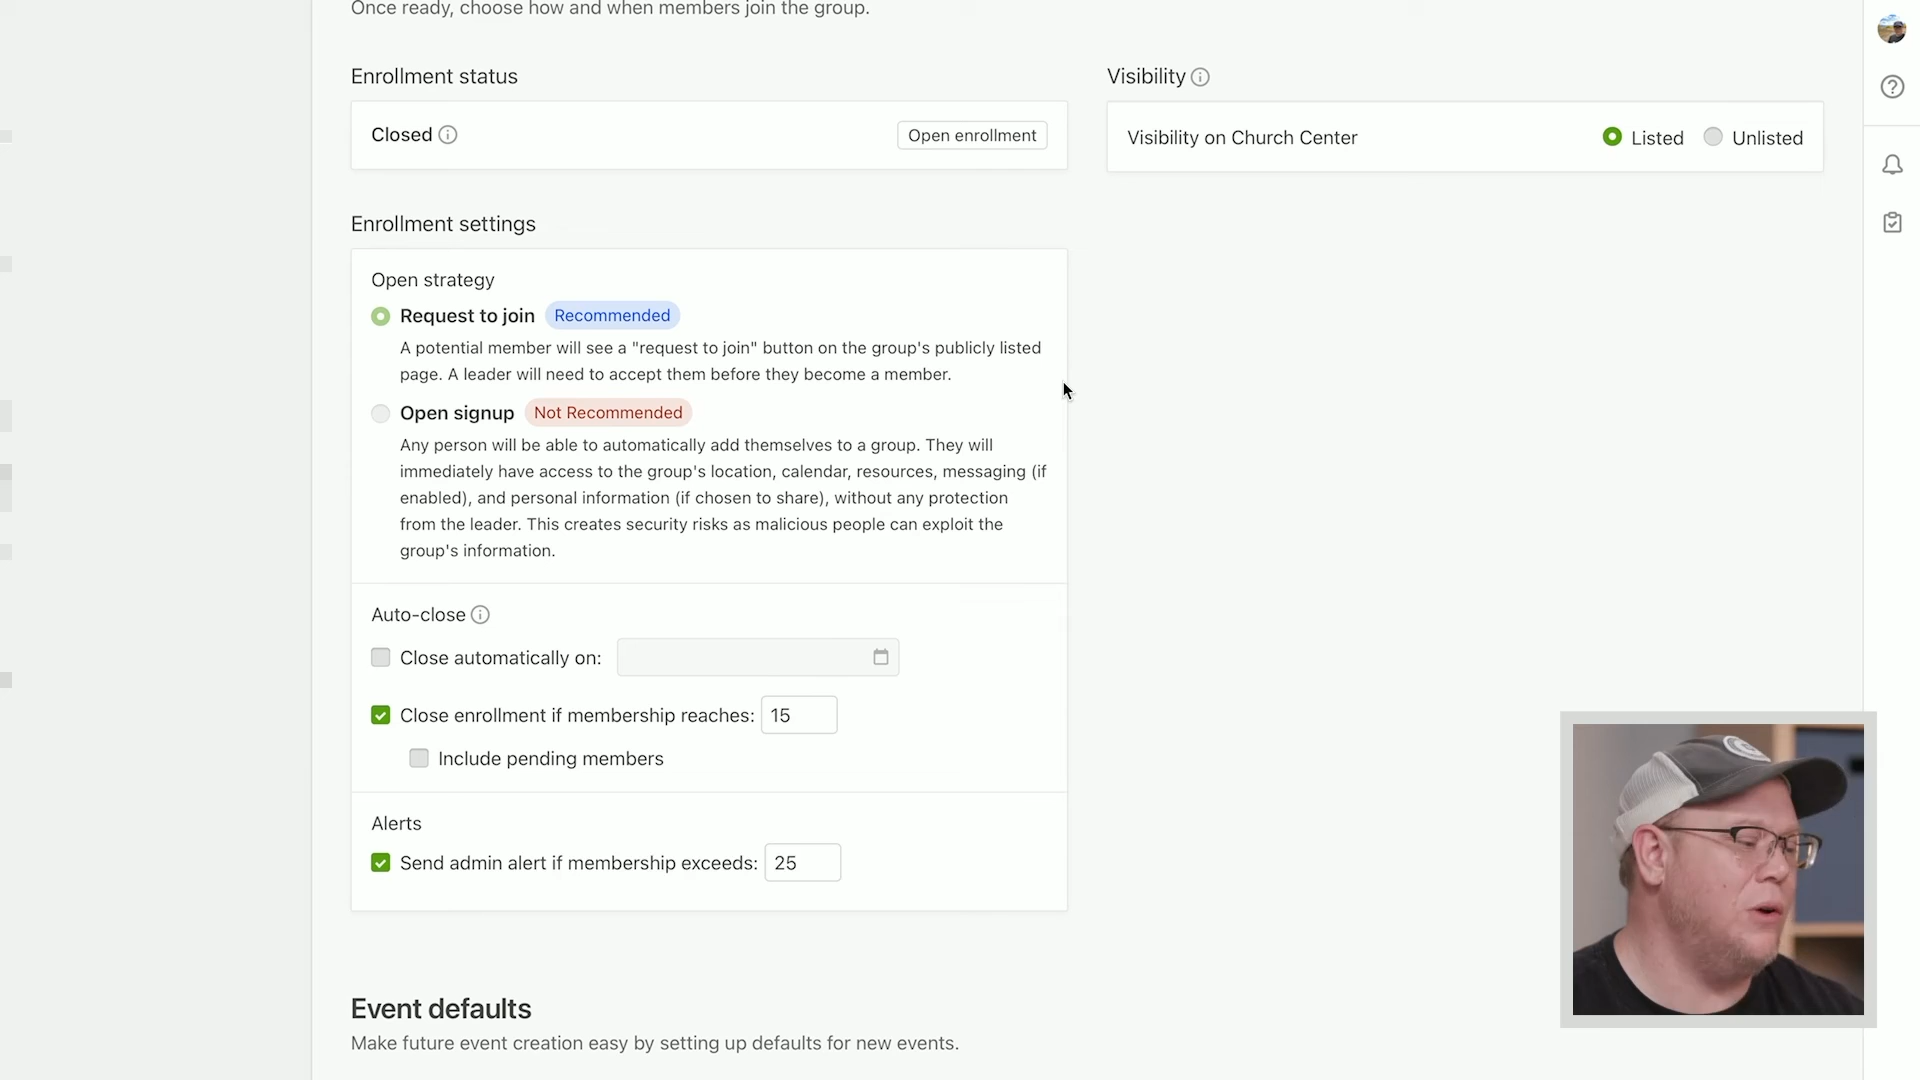 Once ready, choose how and when members join the group.
Enrollment status
Closed
Open enrollment
Visibility
Visibility on Church Center
Listed
Unlisted
Enrollment settings
Open strategy
Request to join Recommended
A potential member will see a "request to join" button on the group's publicly listed
page. A leader will need to accept them before they become a member.
Open signup Not Recommended
Any person will be able to automatically add themselves to a group. They will
immediately have access to the group's location, calendar, resources, messaging (if
enabled), and personal information (if chosen to share), without any protection
from the leader. This creates security risks as malicious people can exploit the
group's information.
Auto-close
Close automatically on:
Close enrollment if membership reaches: 15
Include pending members
Alerts
Send admin alert if membership exceeds: 25
Event defaults
Make future event creation easy by setting up defaults for new events.